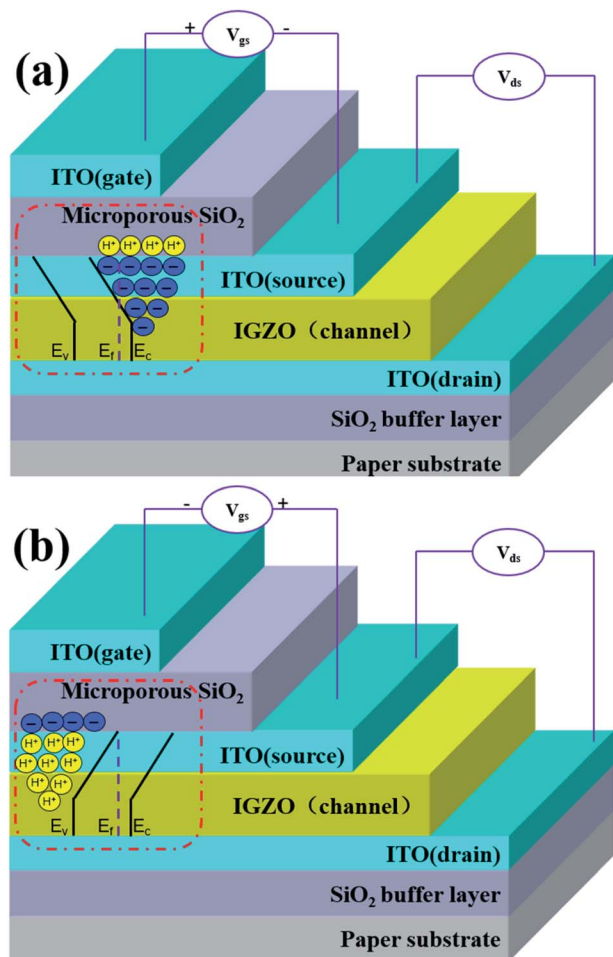 (a)
+ Vgs -
Vds
ITO(gate)
Microporous SiO2
H+ H+ H+ H+
− − − −
ITO(source)
− − −
− −
IGZO（channel）
−
Ev Ef Ec
ITO(drain)
SiO2 buffer layer
Paper substrate
(b)
- Vgs +
Vds
ITO(gate)
Microporous SiO2
− − − −
H+ H+ H+
ITO(source)
H+ H+ H+
H+ H+
IGZO（channel）
H+
Ev Ef Ec
ITO(drain)
SiO2 buffer layer
Paper substrate